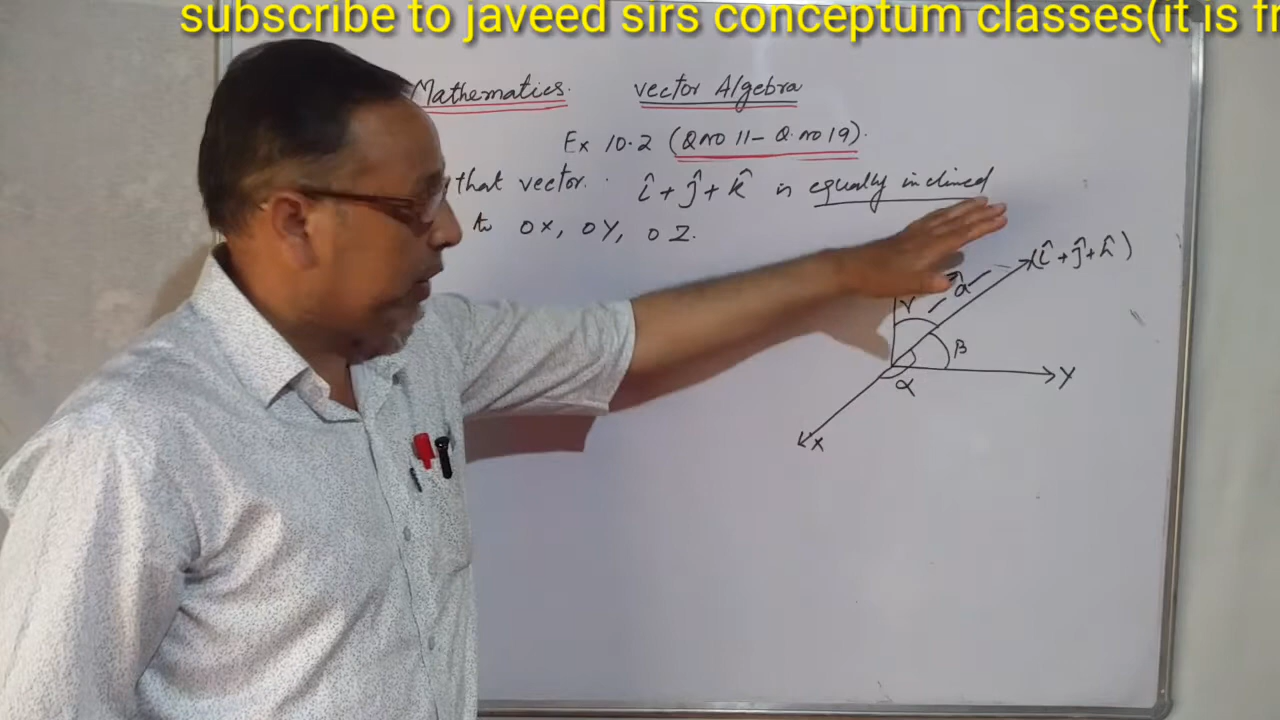 subscribe to javeed sirs conceptum classes(it is fr
Mathematics. vector Algebra
Ex 10.2 (Q no 11 - Q. no 19).
that vector. î + ĵ + k̂ is equally inclined
to OX, OY, OZ.
(î + ĵ + k̂)
γ a⃗
β
α
Y
X